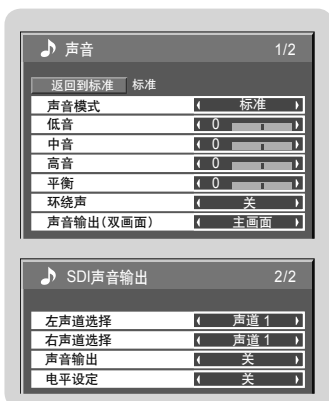 声音 1/2
返回到标准 标准
声音模式 标准
低音 0
中音 0
高音 0
平衡 0
环绕声 关
声音输出(双画面) 主画面
SDI声音输出 2/2
左声道选择 声道 1
右声道选择 声道 1
声音输出 关
电平设定 关